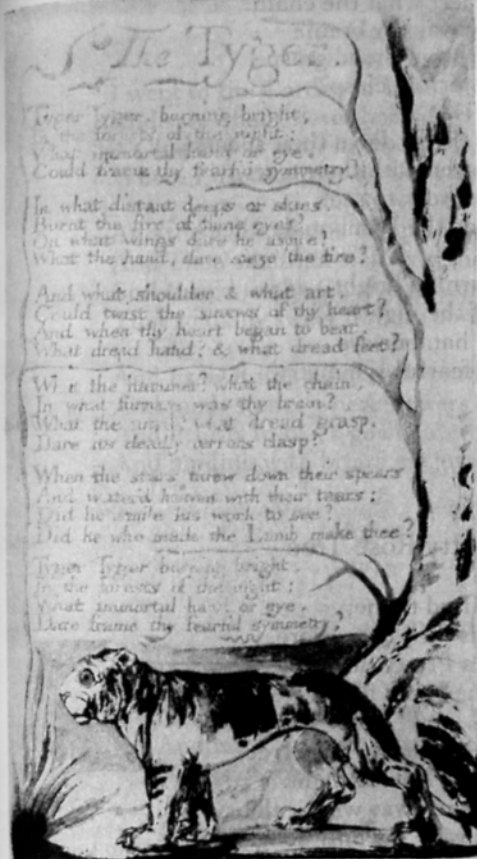 The Tyger
Tyger Tyger, burning bright,
the forests of the night;
What immortal hand or eye,
Could frame thy fearful symmetry?
In what distant deeps or skies,
Burnt the fire of thine eyes?
On what wings dare he aspire?
What the hand, dare sieze the fire?
And what shoulder, & what art,
Could twist the sinews of thy heart?
And when thy heart began to beat,
What dread hand? & what dread feet?
What the hammer? what the chain,
In what furnace was thy brain?
What the anvil? what dread grasp,
Dare its deadly terrors clasp?
When the stars threw down their spears
And water'd heaven with their tears:
Did he smile his work to see?
Did he who made the Lamb make thee?
Tyger Tyger burning bright,
In the forests of the night:
What immortal hand or eye,
Dare frame thy fearful symmetry?